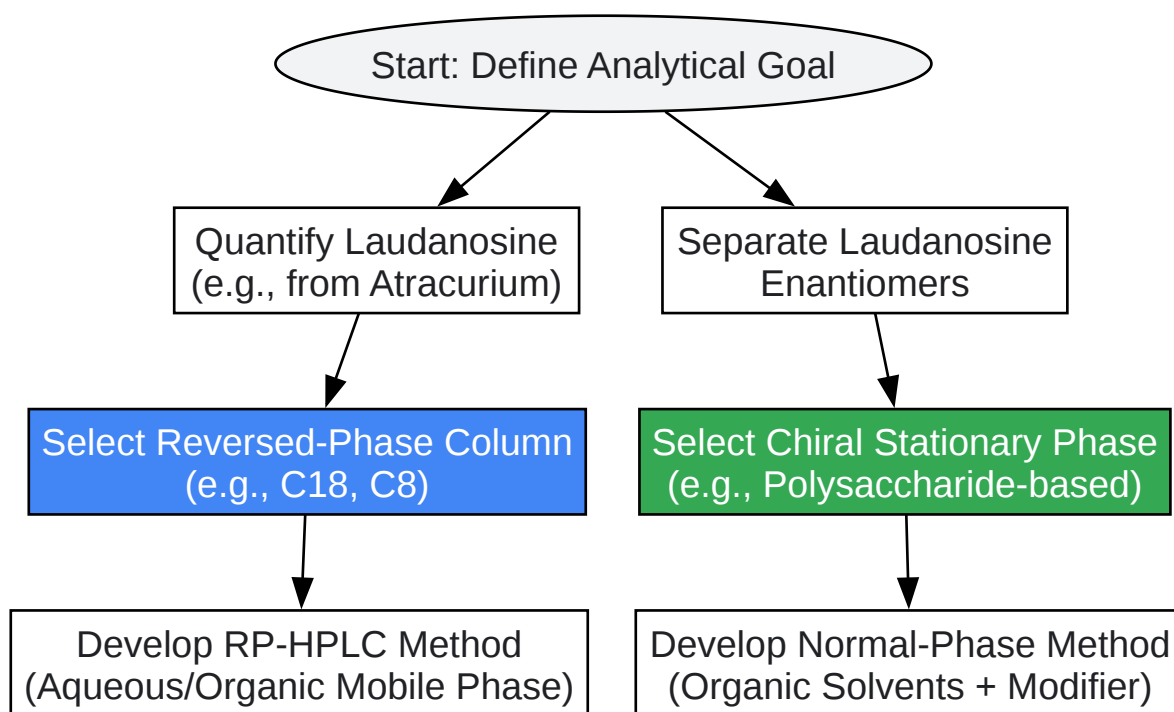 Start: Define Analytical Goal
Quantify Laudanosine
(e.g., from Atracurium)
Separate Laudanosine
Enantiomers
Select Reversed-Phase Column
(e.g., C18, C8)
Select Chiral Stationary Phase
(e.g., Polysaccharide-based)
Develop RP-HPLC Method
(Aqueous/Organic Mobile Phase)
Develop Normal-Phase Method
(Organic Solvents + Modifier)